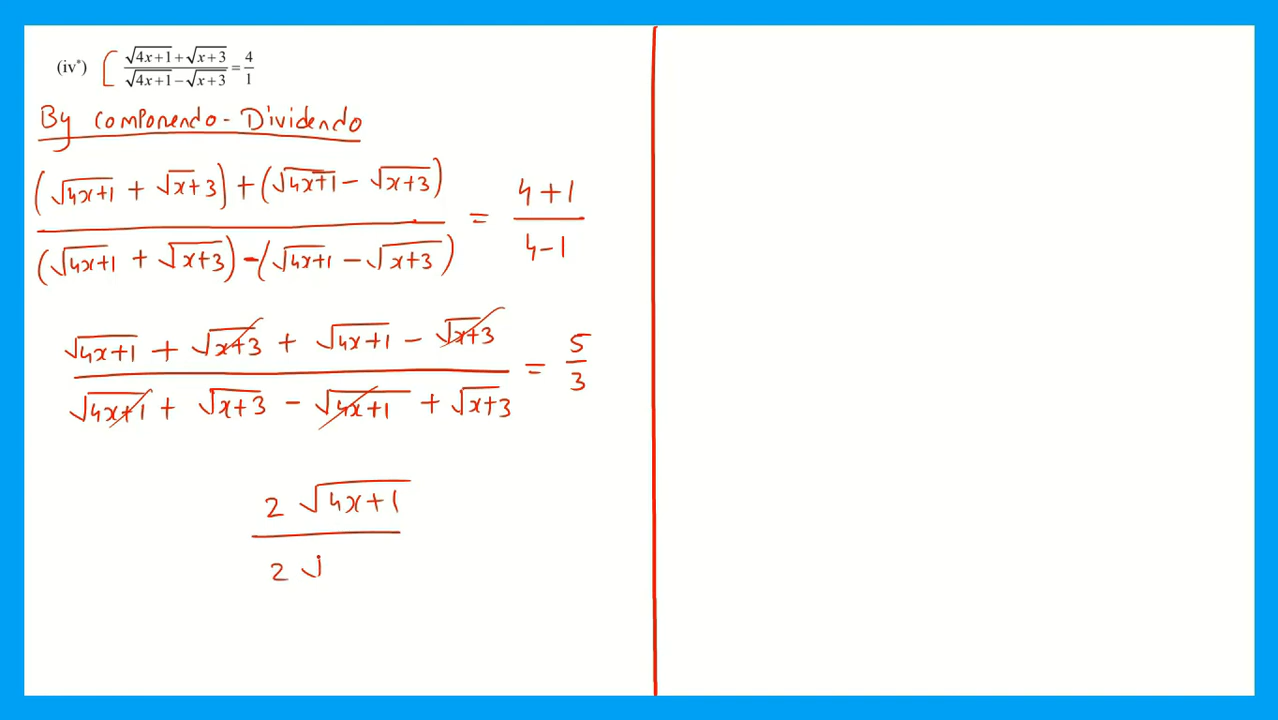 (iv*) [ (√(4x+1)+√(x+3))/(√(4x+1)−√(x+3)) = 4/1
By Componendo-Dividendo
((√(4x+1) + √x+3) + (√(4x+1) − √(x+3)))/((√(4x+1) + √(x+3)) − (√(4x+1) − √(x+3))) = (4+1)/(4−1)
(√(4x+1) + √(x+3) + √(4x+1) − √(x+3))/(√(4x+1) + √(x+3) − √(4x+1) + √(x+3)) = 5/3
2 √(4x+1)
2 √